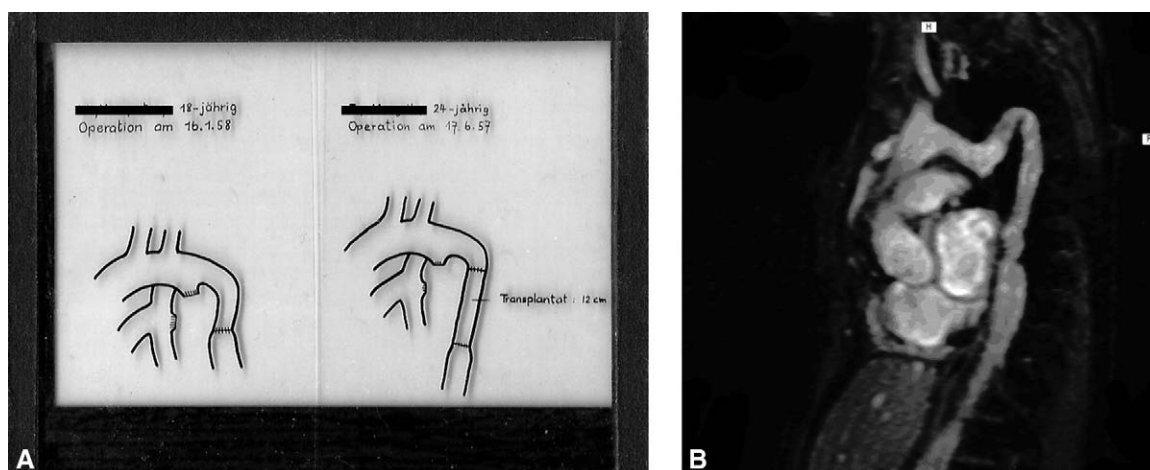 18-jährig
Operation am 16.1.58
24-jährig
Operation am 17.6.57
Transplantat : 12 cm
A
B
H